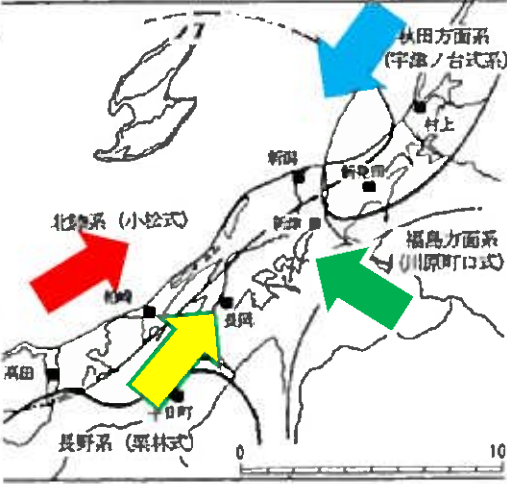 秋田方面系
(宇津ノ台式系)
村上
新潟
新発田
新津
北陸系 (小松式)
福島方面系
(川原町口式)
長岡
高田
十日町
長野系 (栗林式)
0
10